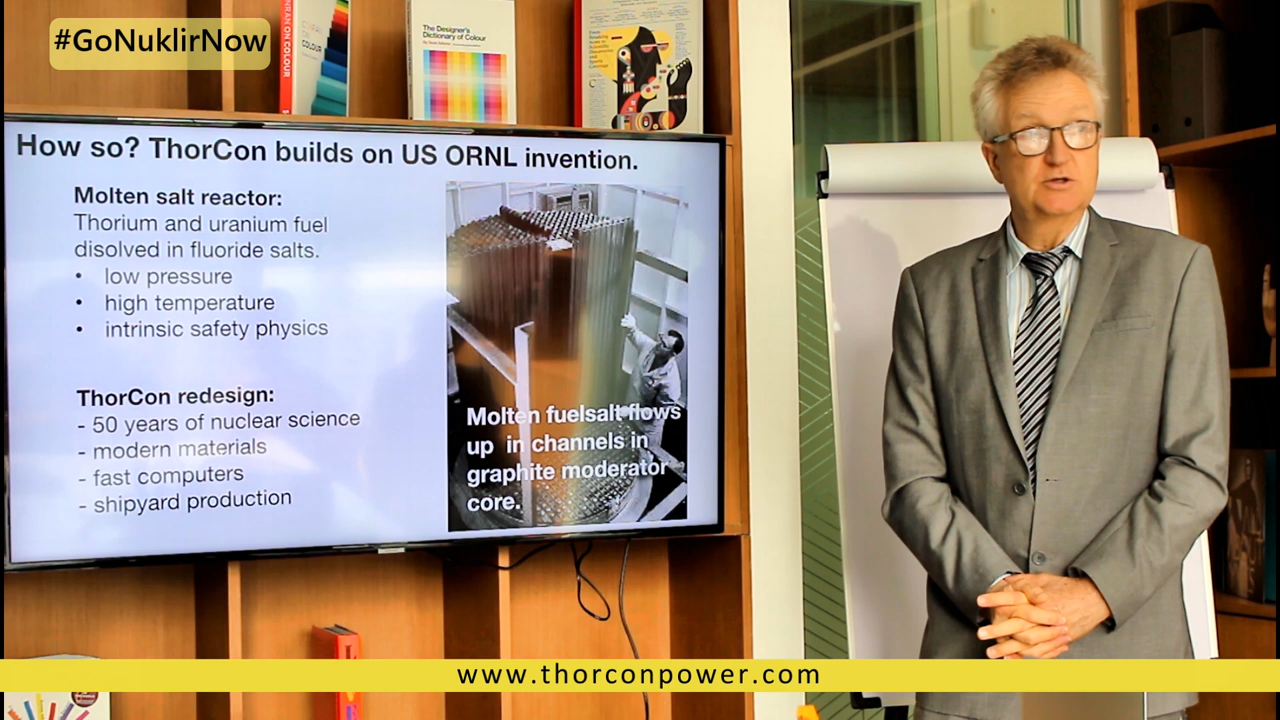 #GoNuklirNow
The Designer's
Dictionary of Colour
COLOUR
How so? ThorCon builds on US ORNL invention.
Molten salt reactor:
Thorium and uranium fuel
disolved in fluoride salts.
• low pressure
• high temperature
• intrinsic safety physics
ThorCon redesign:
- 50 years of nuclear science
- modern materials
- fast computers
- shipyard production
Molten fuelsalt flows
up in channels in
graphite moderator
core.
www.thorconpower.com